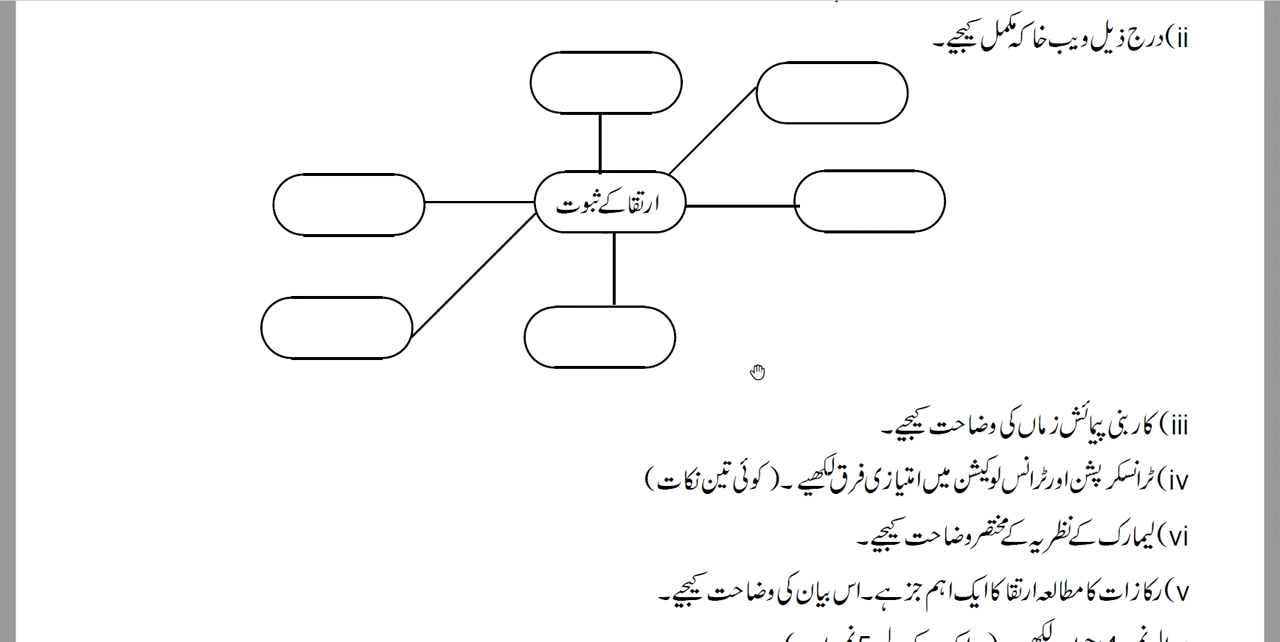 ii) درج ذیل ویب خاکہ مکمل کیجیے۔
ارتقا کے ثبوت
iii) کاربنی پیمائش زماں کی وضاحت کیجیے۔
iv) ٹرانسکرپشن اور ٹرانس لوکیشن میں امتیازی فرق لکھیے ۔( کوئی تین نکات)
vi) لیمارک کے نظریہ کے مختصر وضاحت کیجیے۔
v) رکازات کا مطالعہ ارتقا کا ایک اہم جز ہے۔ اس بیان کی وضاحت کیجیے۔